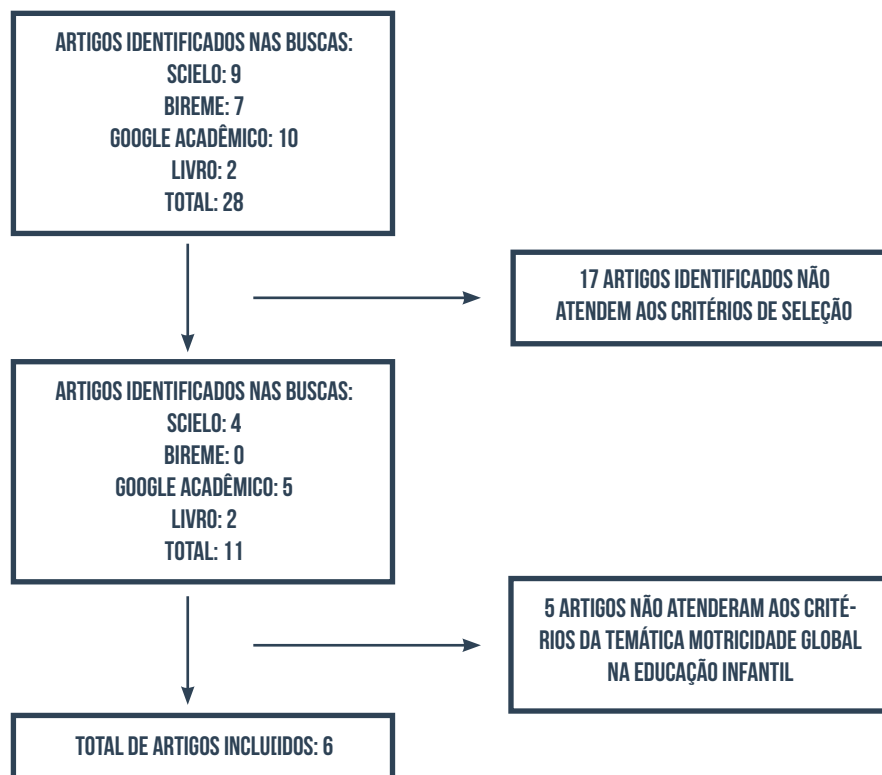 ARTIGOS IDENTIFICADOS NAS BUSCAS:
SCIELO: 9
BIREME: 7
GOOGLE ACADÊMICO: 10
LIVRO: 2
TOTAL: 28
17 ARTIGOS IDENTIFICADOS NÃO
ATENDEM AOS CRITÉRIOS DE SELEÇÃO
ARTIGOS IDENTIFICADOS NAS BUSCAS:
SCIELO: 4
BIREME: 0
GOOGLE ACADÊMICO: 5
LIVRO: 2
TOTAL: 11
5 ARTIGOS NÃO ATENDERAM AOS CRITÉ-
RIOS DA TEMÁTICA MOTRICIDADE GLOBAL
NA EDUCAÇÃO INFANTIL
TOTAL DE ARTIGOS INCLU[IDOS: 6